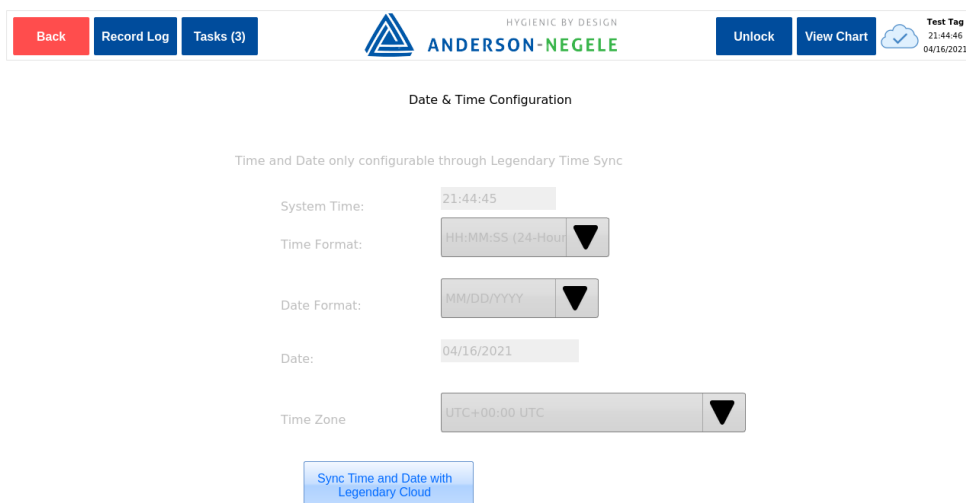 Back
Record Log
Tasks (3)
HYGIENIC BY DESIGN
ANDERSON-NEGELE
Unlock
View Chart
Test Tag
21:44:46
04/16/2021
Date & Time Configuration
Time and Date only configurable through Legendary Time Sync
System Time:
21:44:45
Time Format:
HH:MM:SS (24-Hour
Date Format:
MM/DD/YYYY
Date:
04/16/2021
Time Zone
UTC+00:00 UTC
Sync Time and Date with
Legendary Cloud